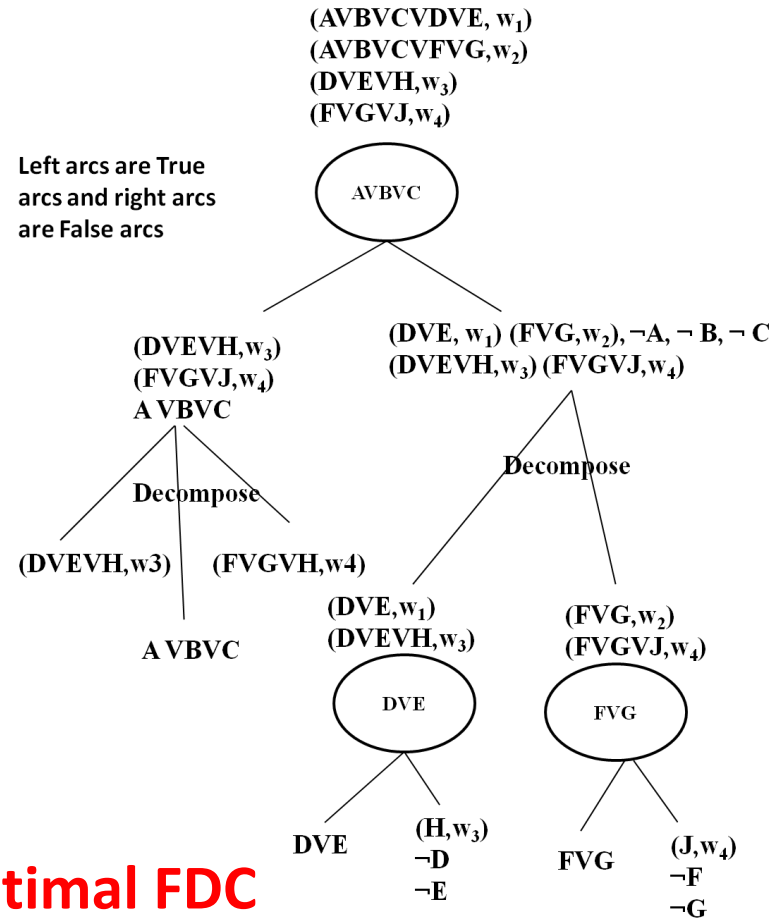 (AVBVCVDVE, w₁)
(AVBVCVFVG,w₂)
(DVEVH,w₃)
(FVGVJ,w₄)
Left arcs are True
arcs and right arcs
are False arcs
AVBVC
(DVEVH,w₃)
(FVGVJ,w₄)
A VBVC
(DVE, w₁) (FVG,w₂),¬A, ¬ B, ¬ C
(DVEVH,w₃) (FVGVJ,w₄)
Decompose
Decompose
(DVEVH,w3)
(FVGVH,w4)
A VBVC
(DVE,w₁)
(DVEVH,w₃)
(FVG,w₂)
(FVGVJ,w₄)
DVE
FVG
DVE
(H,w₃)
¬D
¬E
FVG
(J,w₄)
¬F
¬G
timal FDC